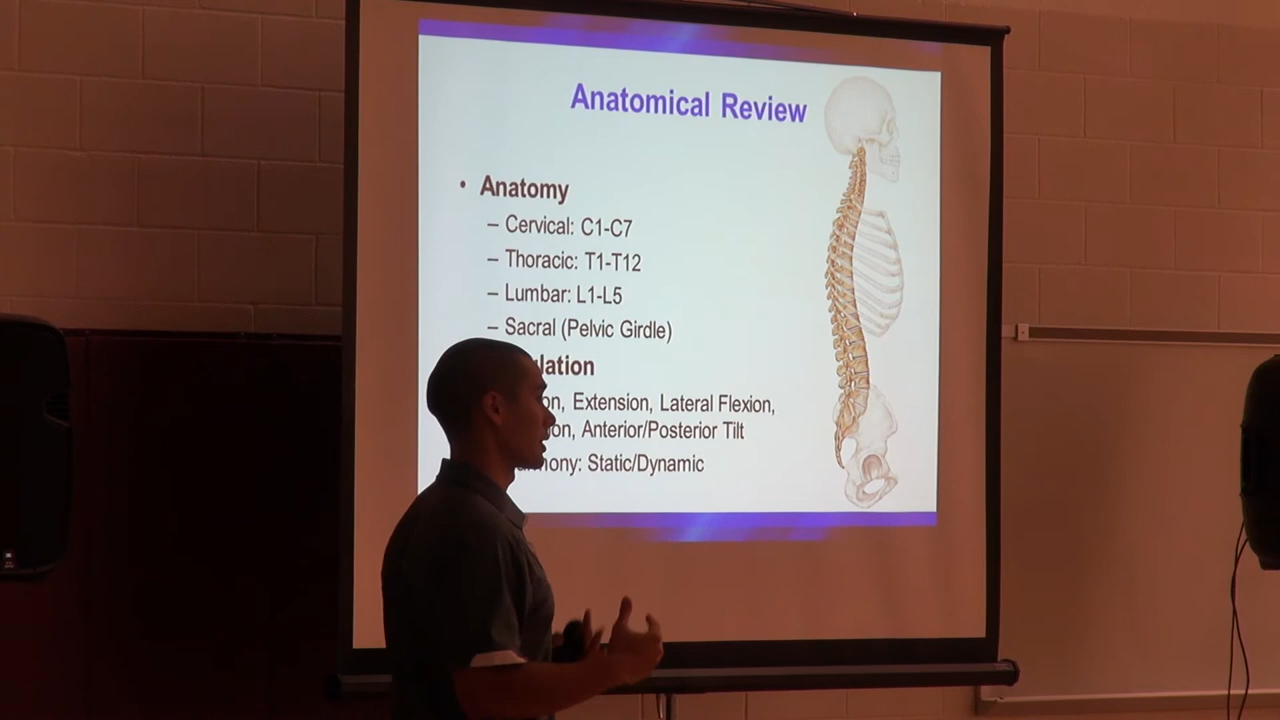 Anatomical Review
• Anatomy
– Cervical: C1-C7
– Thoracic: T1-T12
– Lumbar: L1-L5
– Sacral (Pelvic Girdle)
Extension, Lateral Flexion,
Anterior/Posterior Tilt
Static/Dynamic